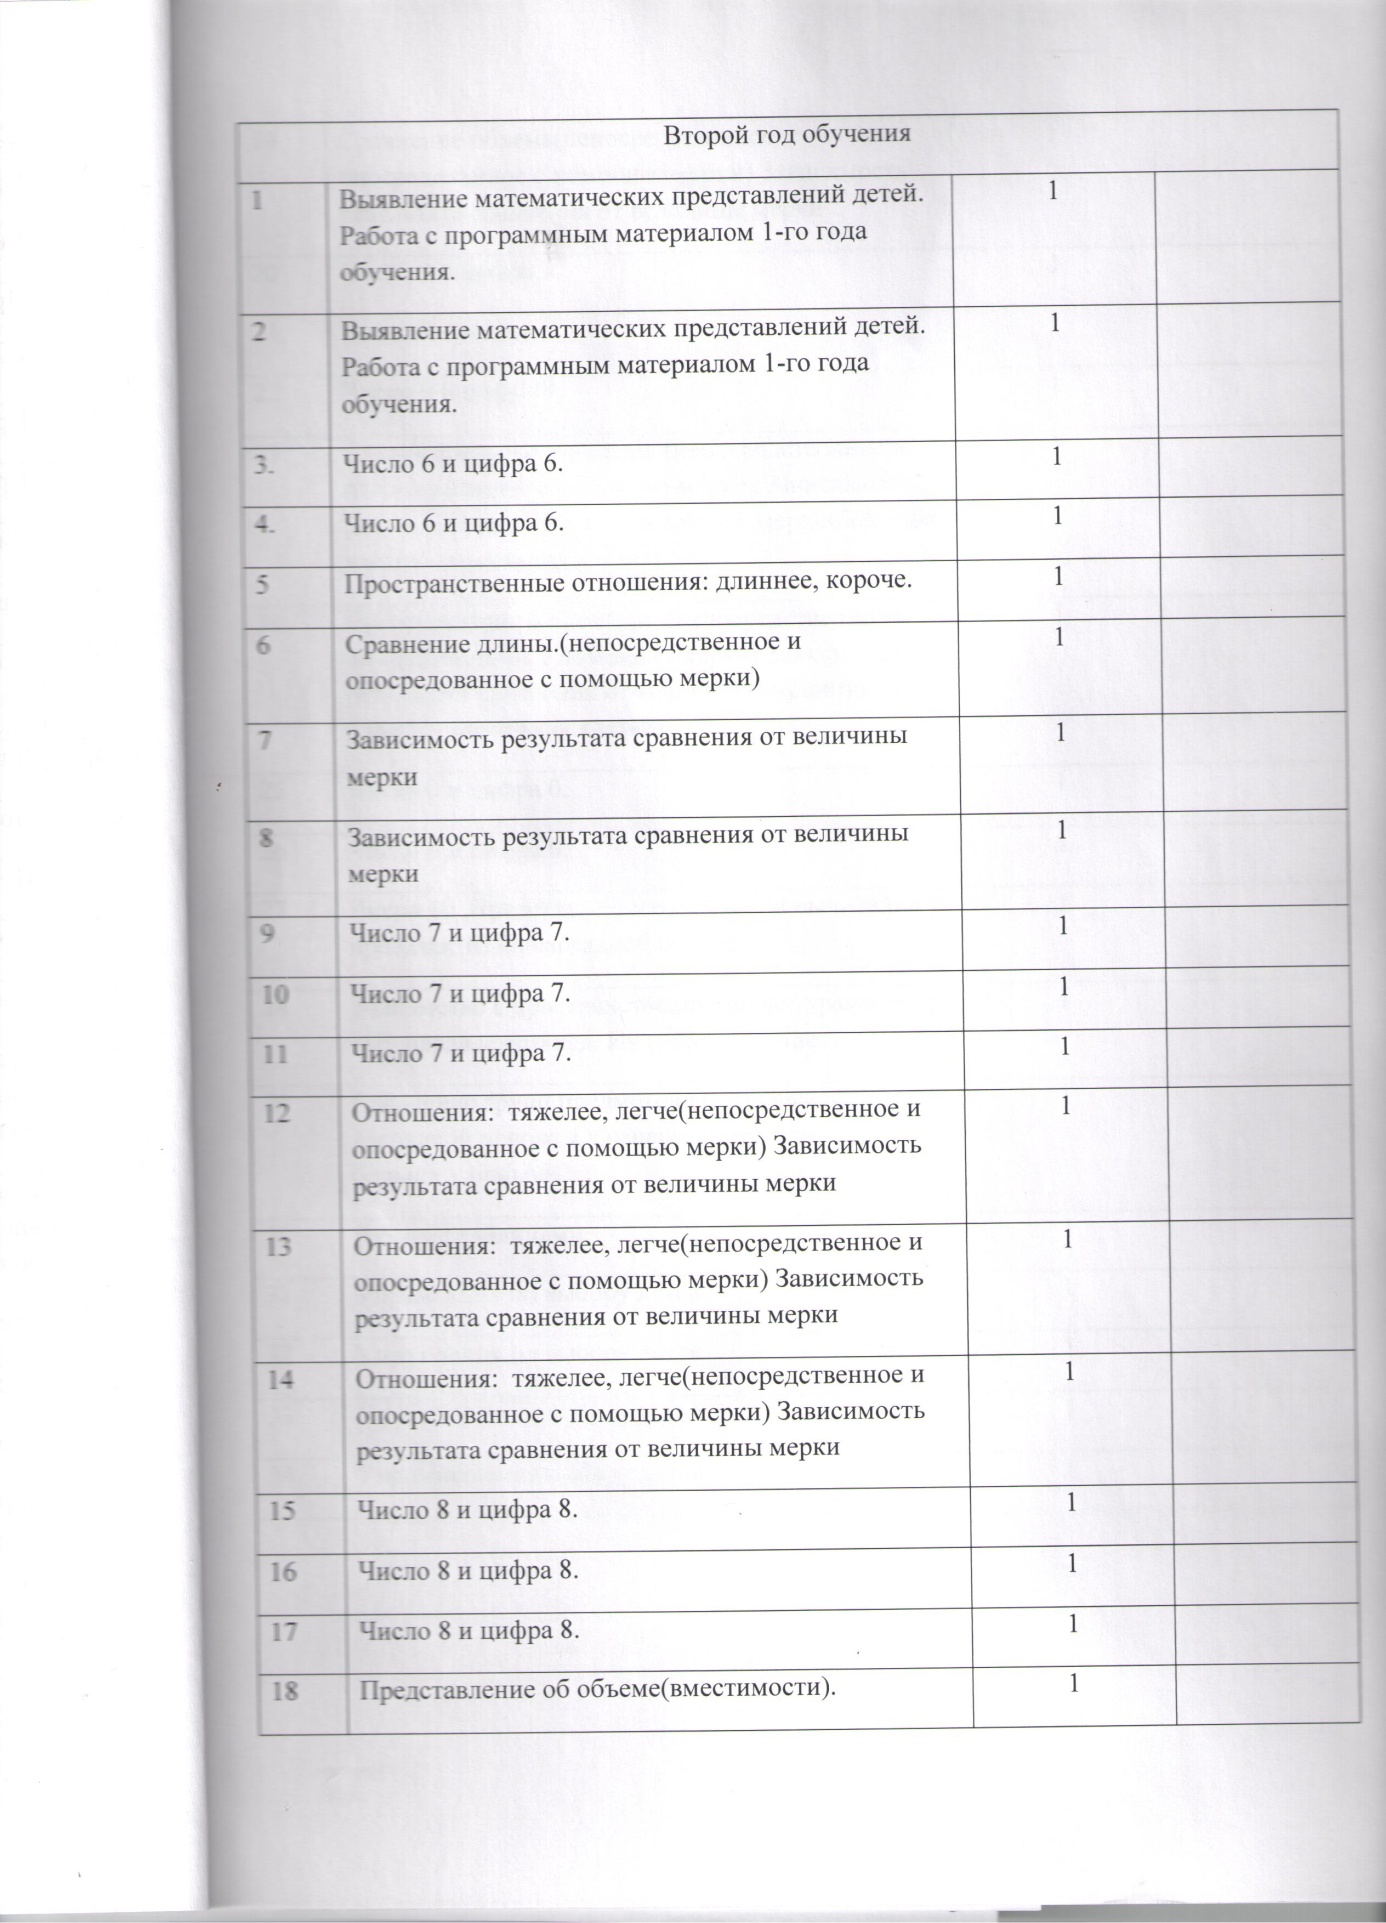 Второй год обучения
1 Выявление математических представлений детей. 1
Работа с программным материалом 1-го года
обучения.
2 Выявление математических представлений детей. 1
Работа с программным материалом 1-го года
обучения.
3. Число 6 и цифра 6. 1
4. Число 6 и цифра 6. 1
5 Пространственные отношения: длиннее, короче. 1
6 Сравнение длины.(непосредственное и 1
опосредованное с помощью мерки)
7 Зависимость результата сравнения от величины 1
мерки
8 Зависимость результата сравнения от величины 1
мерки
9 Число 7 и цифра 7. 1
10 Число 7 и цифра 7. 1
11 Число 7 и цифра 7. 1
12 Отношения: тяжелее, легче(непосредственное и 1
опосредованное с помощью мерки) Зависимость
результата сравнения от величины мерки
13 Отношения: тяжелее, легче(непосредственное и 1
опосредованное с помощью мерки) Зависимость
результата сравнения от величины мерки
14 Отношения: тяжелее, легче(непосредственное и 1
опосредованное с помощью мерки) Зависимость
результата сравнения от величины мерки
15 Число 8 и цифра 8. 1
16 Число 8 и цифра 8. 1
17 Число 8 и цифра 8. 1
18 Представление об объеме(вместимости). 1